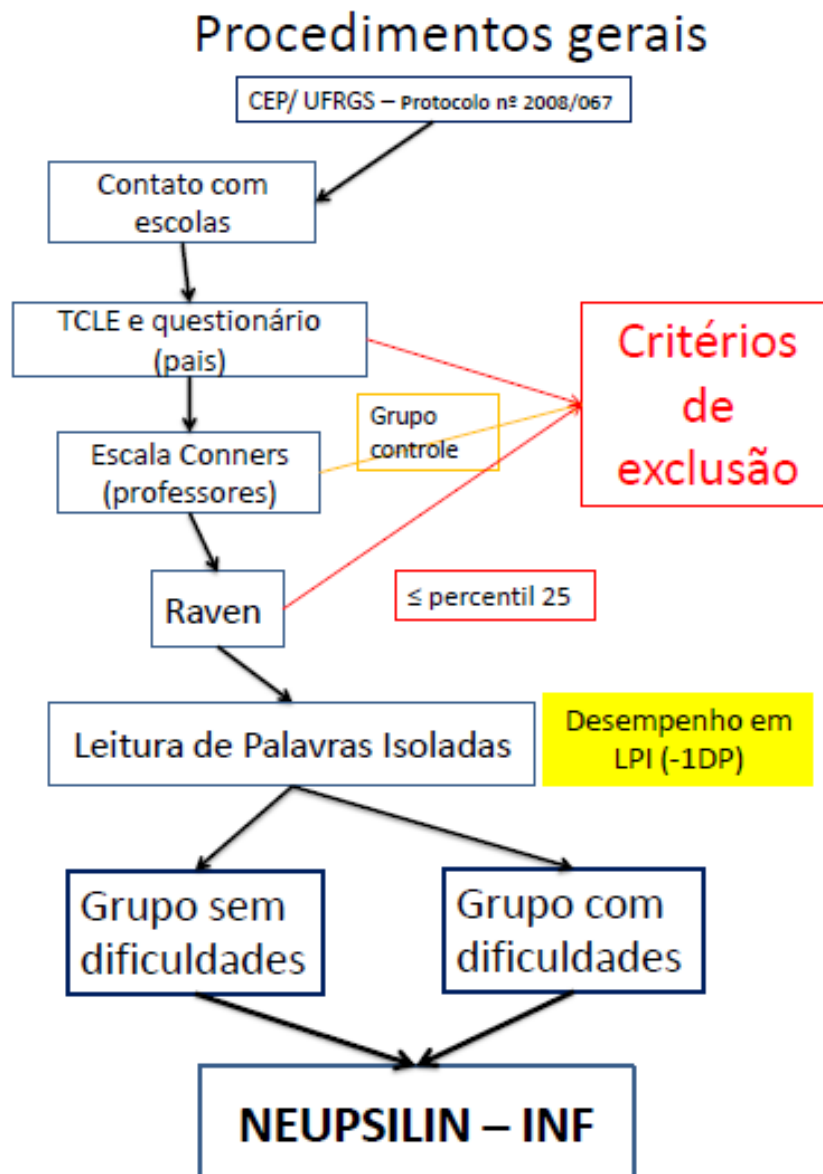 Procedimentos gerais
CEP/ UFRGS – Protocolo nº 2008/067
Contato com
escolas
TCLE e questionário
(pais)
Critérios
de
exclusão
Grupo
controle
Escala Conners
(professores)
Raven
≤ percentil 25
Leitura de Palavras Isoladas
Desempenho em
LPI (-1DP)
Grupo sem
dificuldades
Grupo com
dificuldades
NEUPSILIN – INF